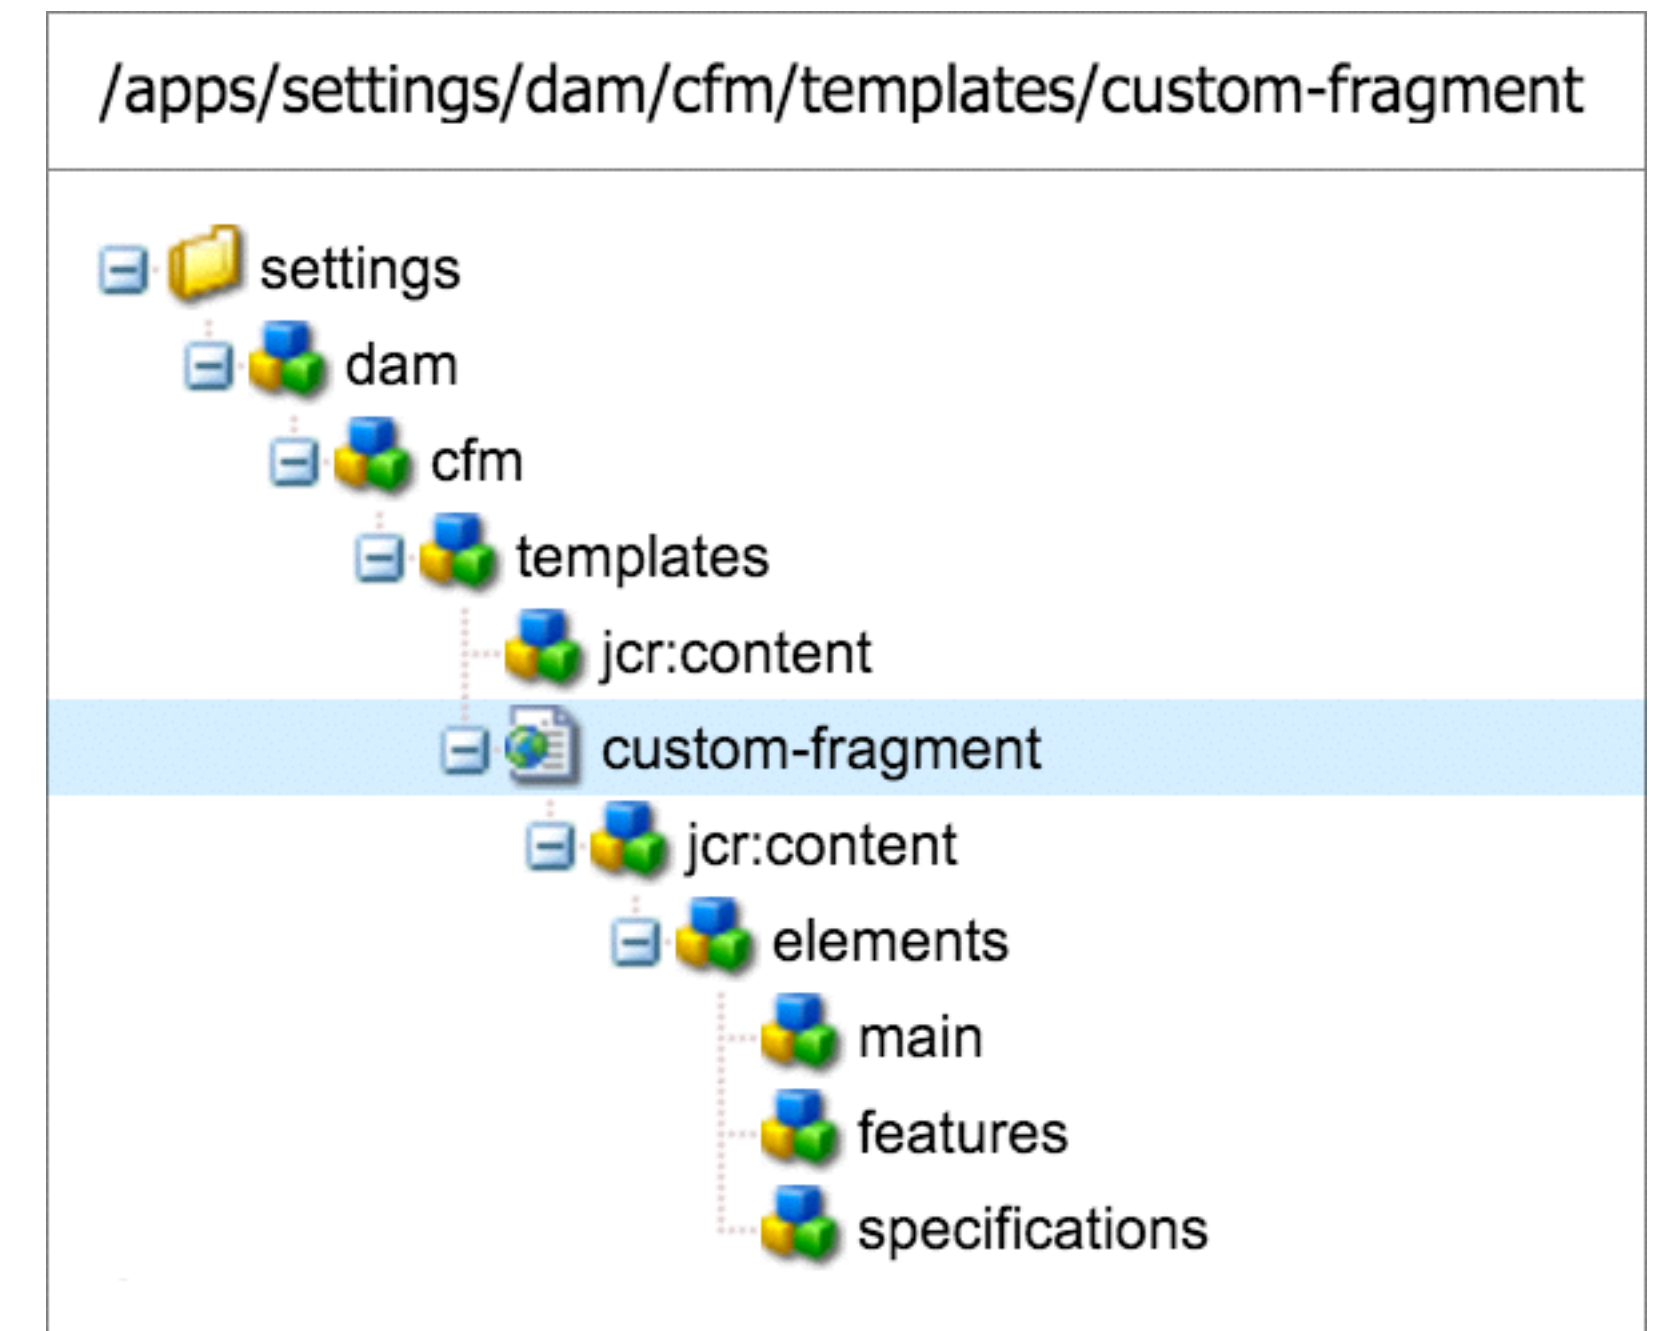 /apps/settings/dam/cfm/templates/custom-fragment
settings
dam
cfm
templates
jcr:content
custom-fragment
jcr:content
elements
main
features
specifications